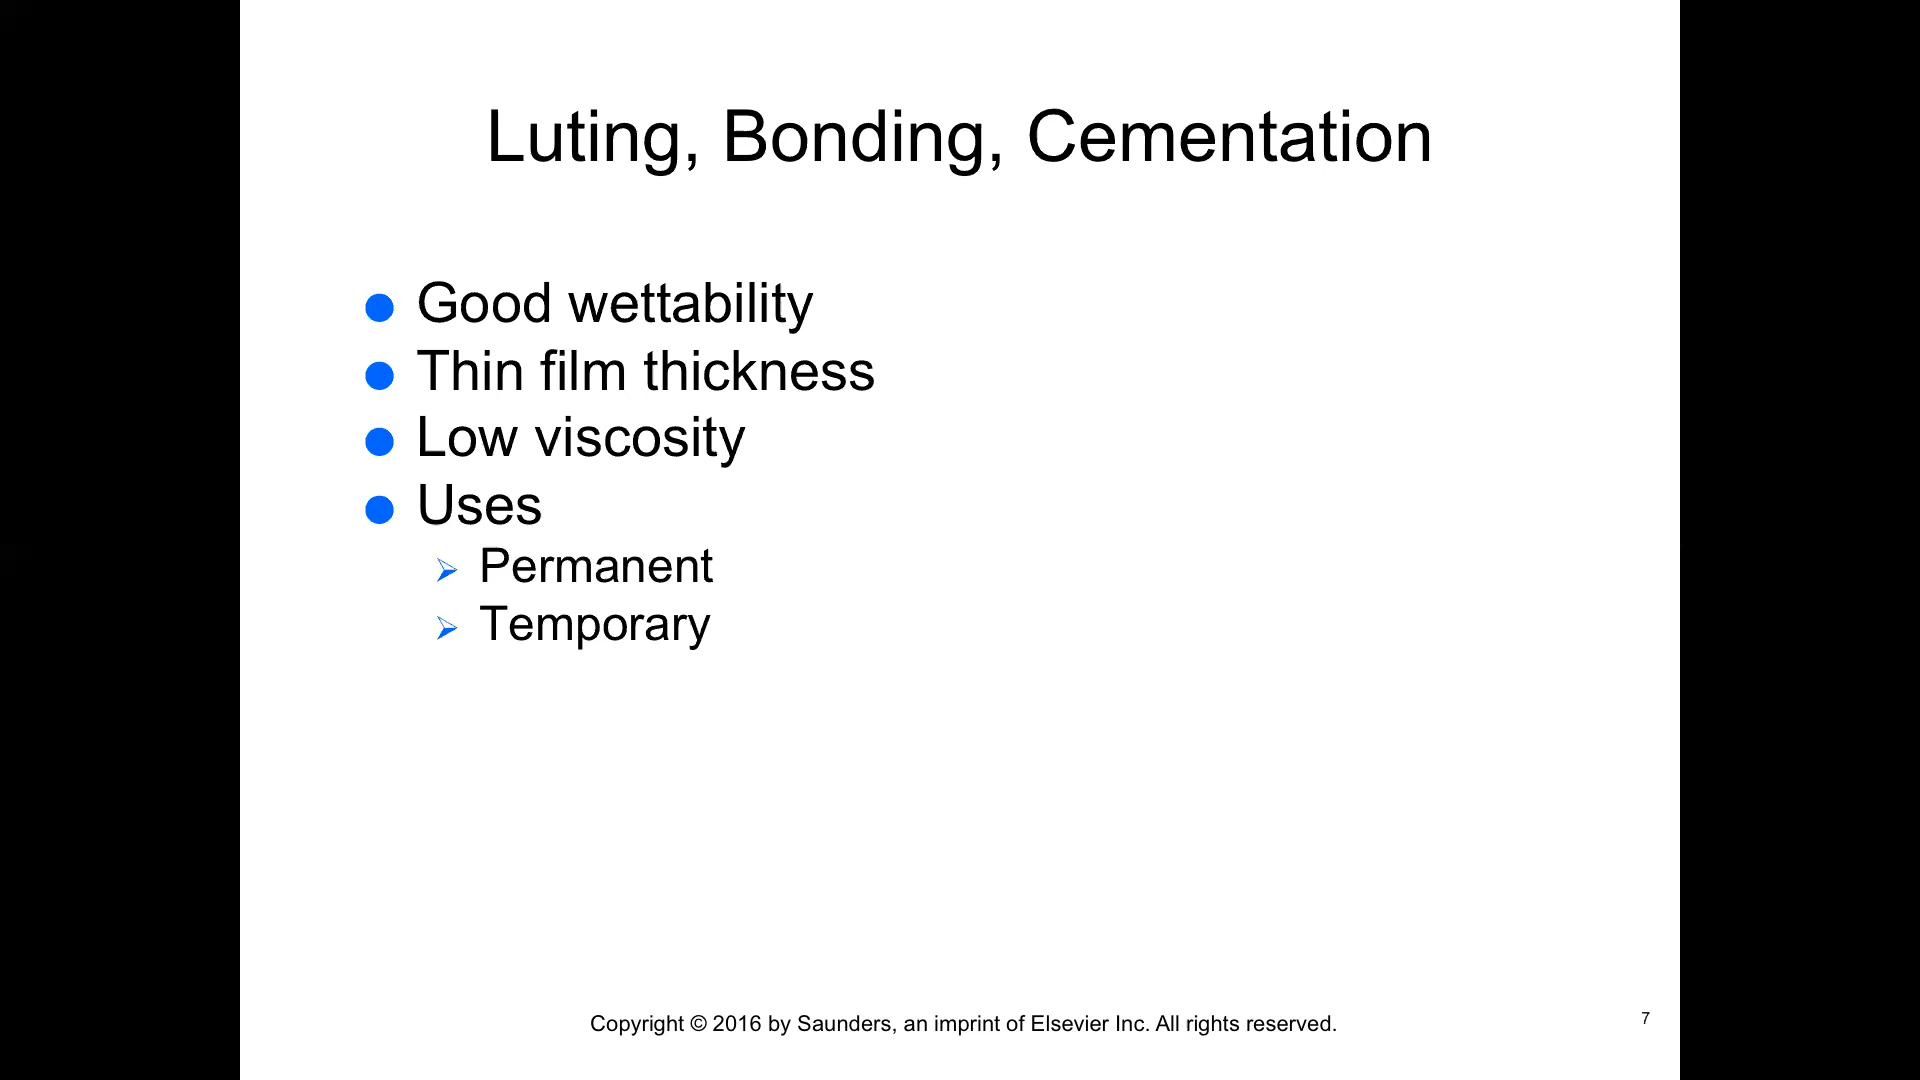 Luting, Bonding, Cementation
Good wettability
Thin film thickness
Low viscosity
Uses
Permanent
Temporary
Copyright © 2016 by Saunders, an imprint of Elsevier Inc. All rights reserved.
7